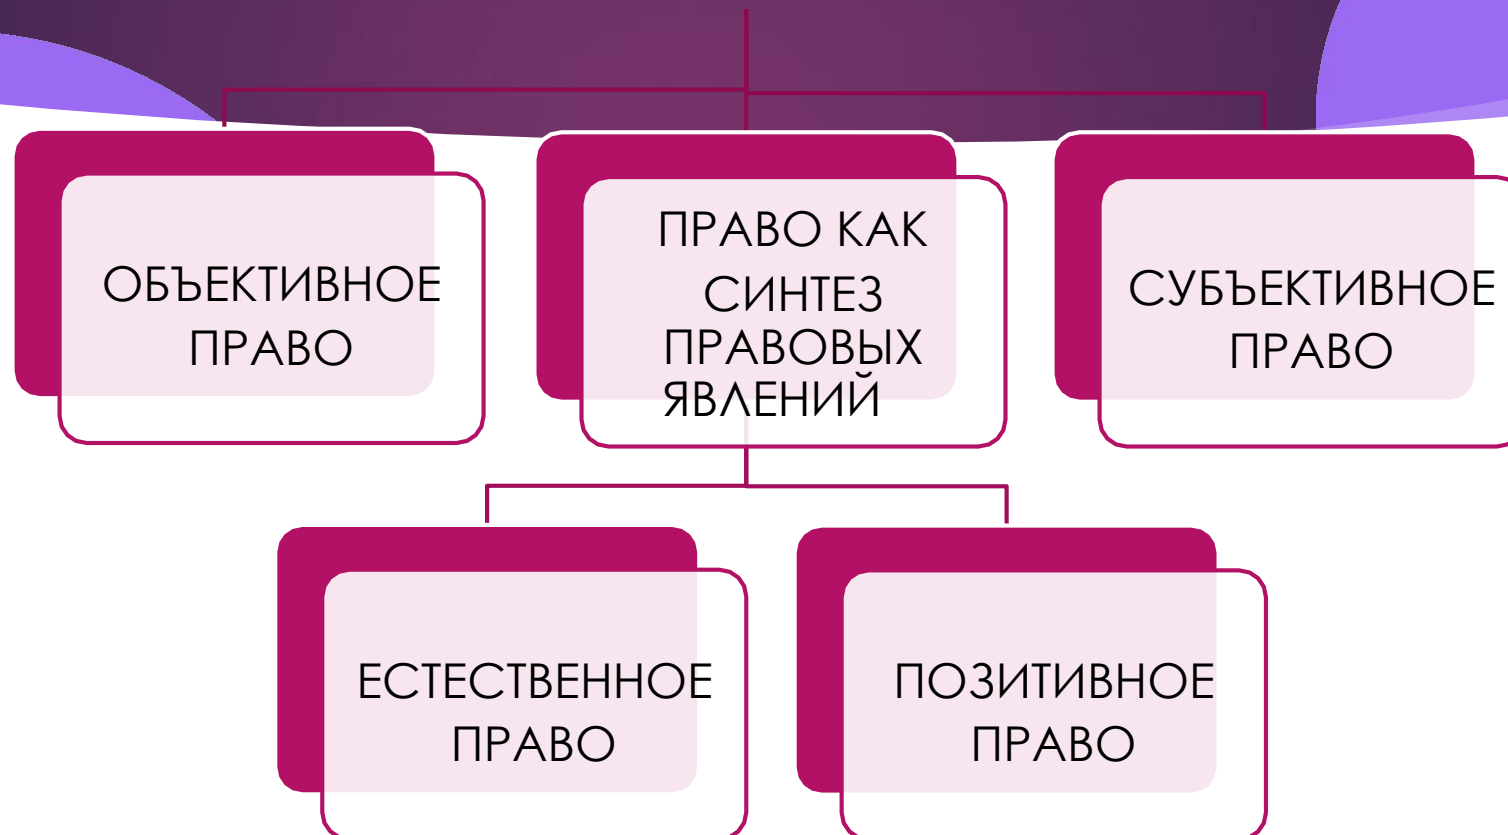 ОБЪЕКТИВНОЕ
ПРАВО
ПРАВО КАК
СИНТЕЗ
ПРАВОВЫХ
ЯВЛЕНИЙ
СУБЪЕКТИВНОЕ
ПРАВО
ЕСТЕСТВЕННОЕ
ПРАВО
ПОЗИТИВНОЕ
ПРАВО